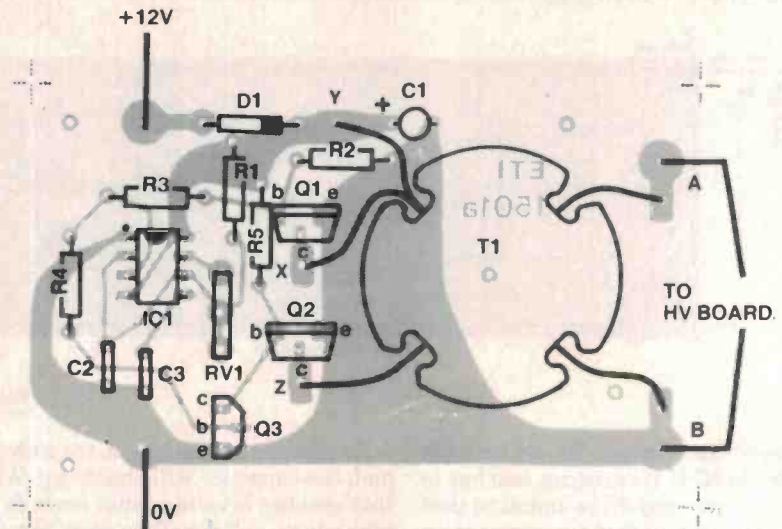 +12V
D1
Y
+
C1
R1
R2
R3
b
Q1
e
ETI
1501a
A
R5
c
T1
R4
X
IC1
Q2
TO
HV BOARD.
b
e
c
C2
C3
RV1
Z
c
b
Q3
e
B
0V